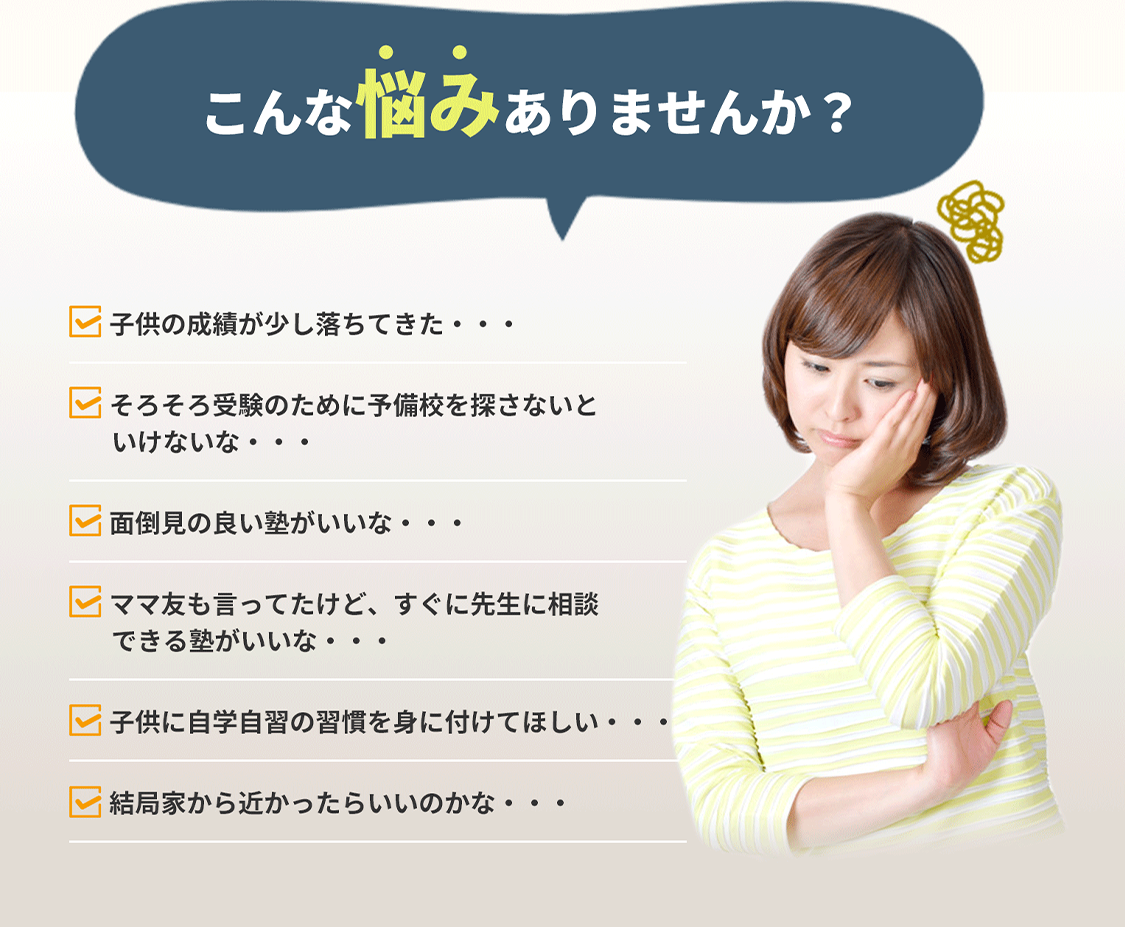 こんな悩みありませんか？
子供の成績が少し落ちてきた・・・
そろそろ受験のために予備校を探さないと
いけないな・・・
面倒見の良い塾がいいな・・・
ママ友も言ってたけど、すぐに先生に相談
できる塾がいいな・・・
子供に自学自習の習慣を身に付けてほしい・・・
結局家から近かったらいいのかな・・・